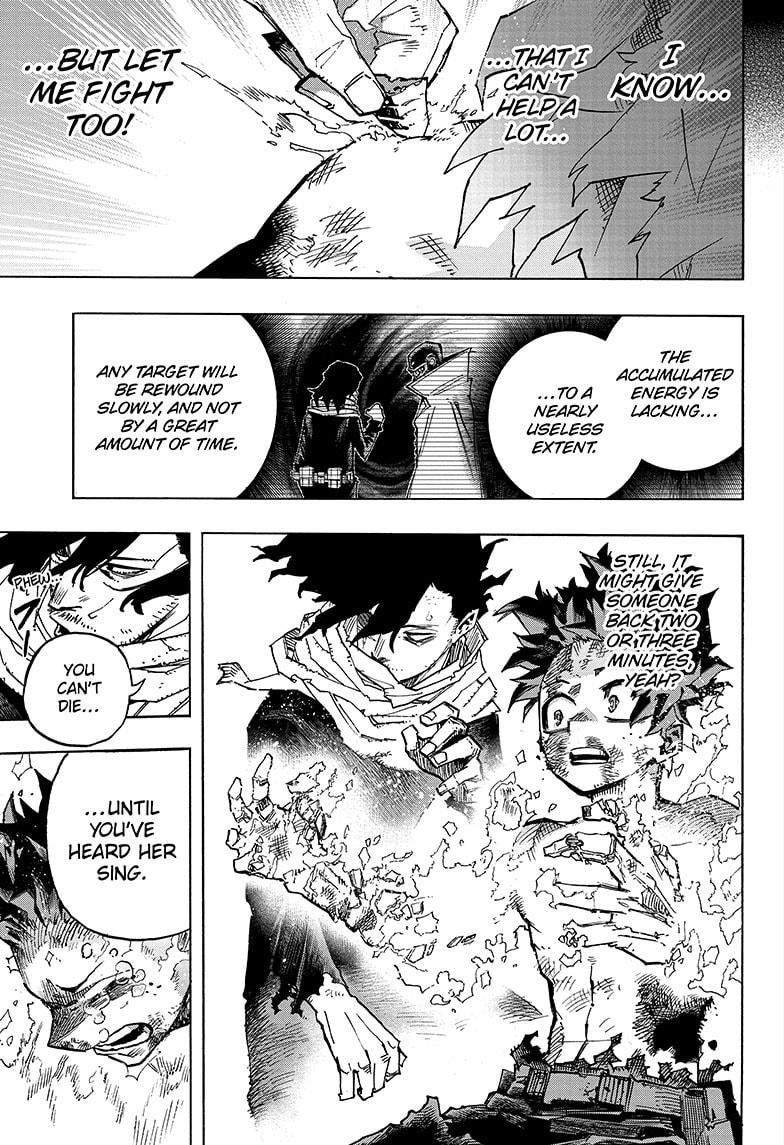 I
KNOW...
...THAT I
CAN'T
HELP A
LOT...
...BUT LET
ME FIGHT
TOO!
THE
ACCUMULATED
ENERGY IS
LACKING...
...TO A
NEARLY
USELESS
EXTENT.
ANY TARGET WILL
BE REWOUND
SLOWLY, AND NOT
BY A GREAT
AMOUNT OF TIME.
STILL, IT
MIGHT GIVE
SOMEONE
BACK TWO
OR THREE
MINUTES,
YEAH?
PHEW...
YOU
CAN'T
DIE...
...UNTIL
YOU'VE
HEARD HER
SING.